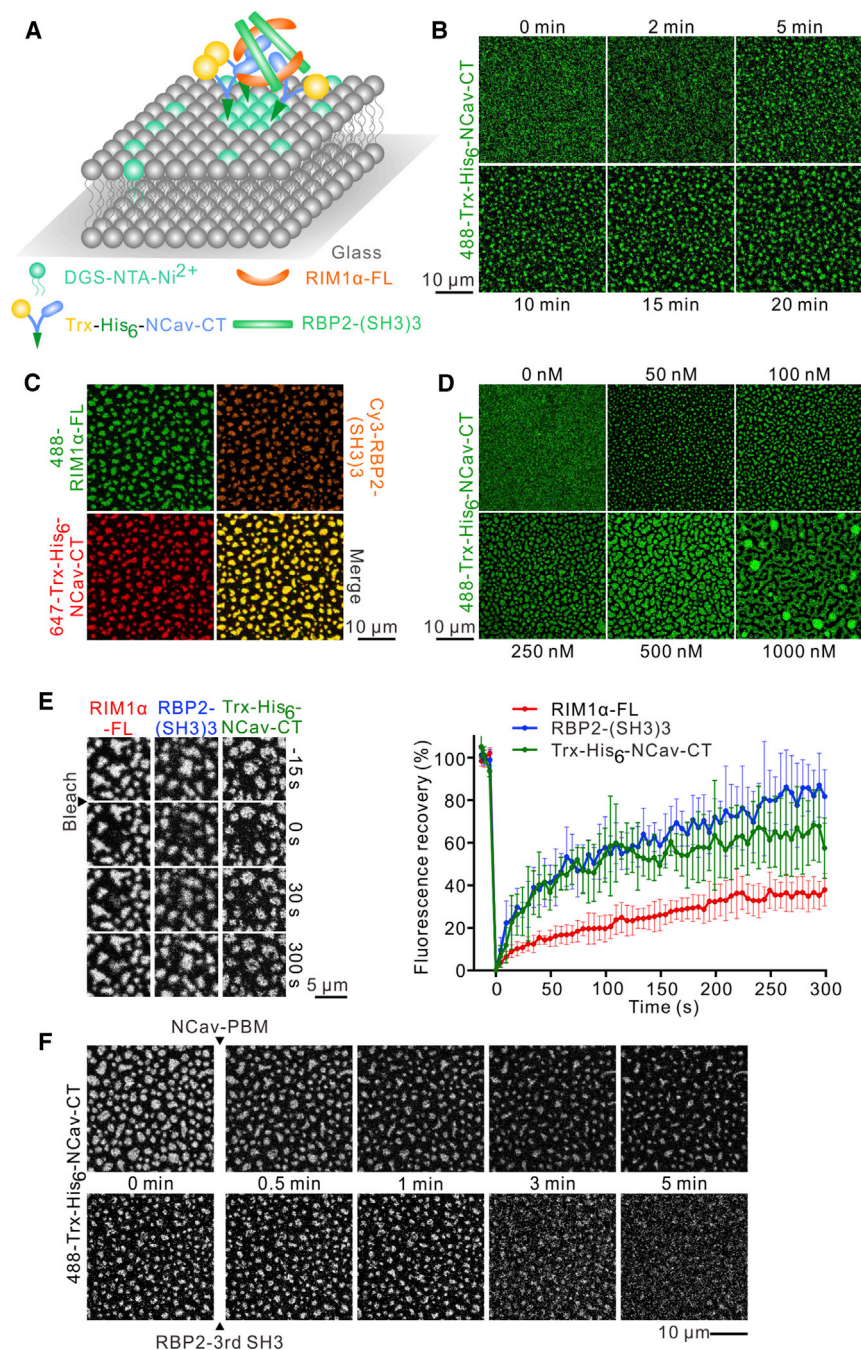 A
Glass
DGS-NTA-Ni2+
RIM1α-FL
Trx-His6-NCav-CT
RBP2-(SH3)3
B
488-Trx-His6-NCav-CT
0 min
2 min
5 min
10 min
15 min
20 min
10 µm
C
488-
RIM1α-FL
Cy3-RBP2-
(SH3)3
647-Trx-His6-
NCav-CT
Merge
10 µm
D
488-Trx-His6-NCav-CT
0 nM
50 nM
100 nM
250 nM
500 nM
1000 nM
10 µm
E
RIM1α
-FL
RBP2-
(SH3)3
Trx-His6-
NCav-CT
Bleach
-15 s
0 s
30 s
300 s
5 µm
RIM1α-FL
RBP2-(SH3)3
Trx-His6-NCav-CT
Fluorescence recovery (%)
100
80
60
40
20
0
0
50
100
150
200
250
300
Time (s)
F
NCav-PBM
488-Trx-His6-NCav-CT
0 min
0.5 min
1 min
3 min
5 min
RBP2-3rd SH3
10 µm